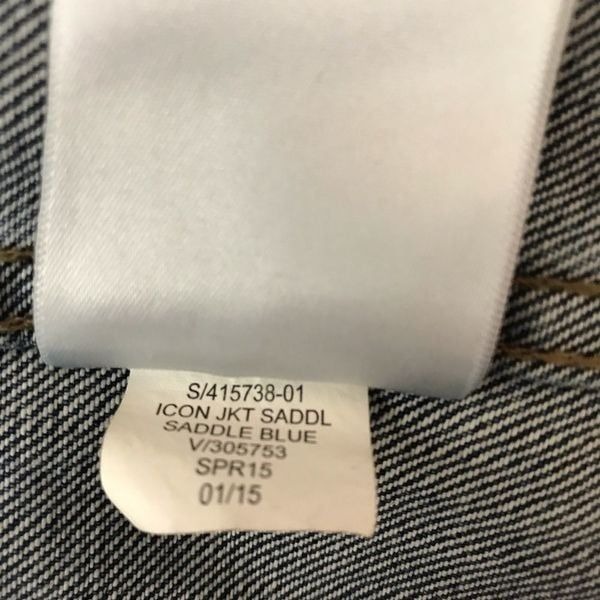 S/415738-01
ICON JKT SADDL
SADDLE BLUE
V/305753
SPR15
01/15